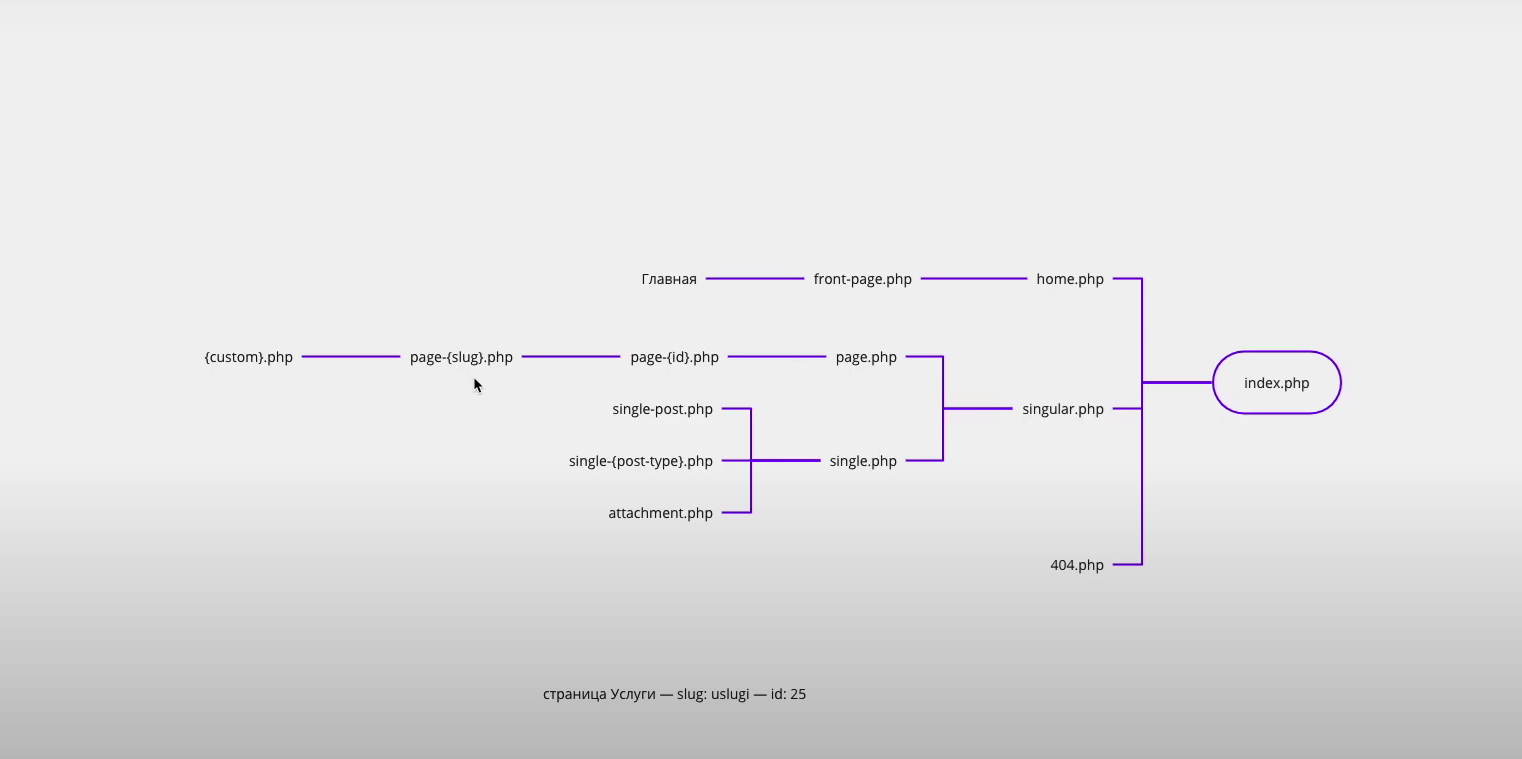 Главная front-page.php home.php
{custom}.php page-{slug}.php page-{id}.php page.php
index.php
single-post.php singular.php
single-{post-type}.php single.php
attachment.php
404.php
страница Услуги — slug: uslugi — id: 25